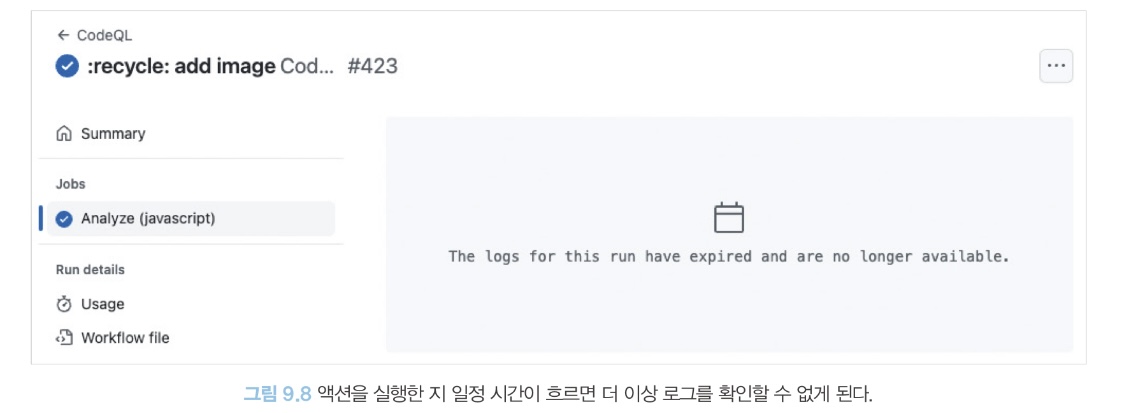 ← CodeQL
:recycle: add image Cod... #423
...
Summary
Jobs
Analyze (javascript)
Run details
Usage
Workflow file
The logs for this run have expired and are no longer available.
그림 9.8 액션을 실행한 지 일정 시간이 흐르면 더 이상 로그를 확인할 수 없게 된다.